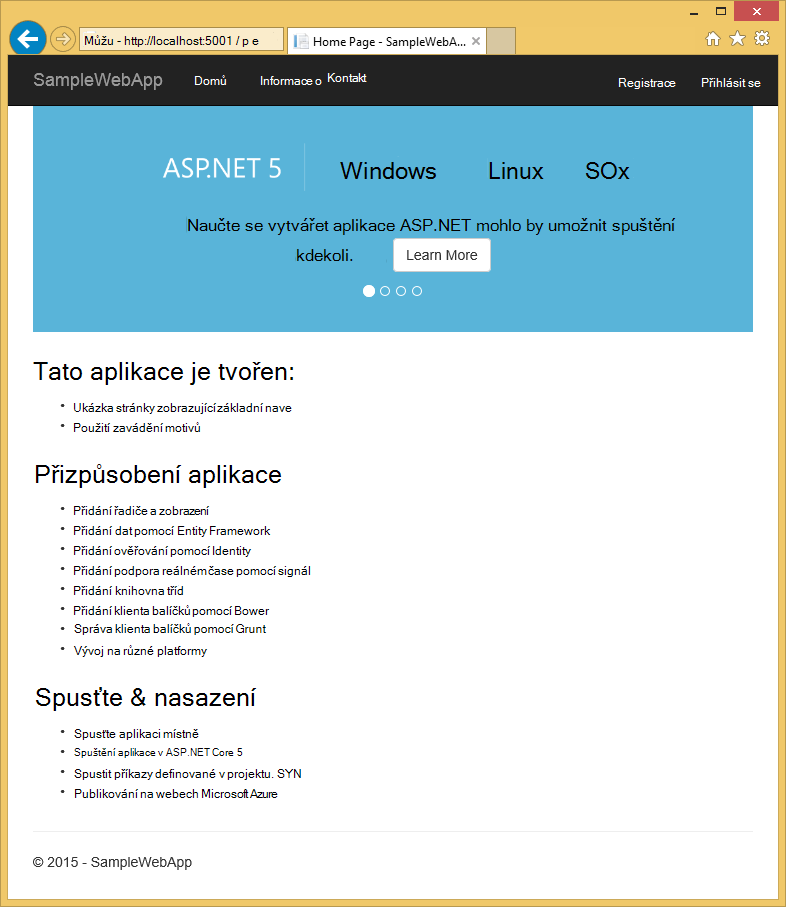 Můžu - http://localhost:5001 / p e
Home Page - SampleWebA...
SampleWebApp Domů Informace o Kontakt Registrace Přihlásit se
ASP.NET 5 Windows Linux SOx
Naučte se vytvářet aplikace ASP.NET mohlo by umožnit spuštění
kdekoli. Learn More
Tato aplikace je tvořen:
Ukázka stránky zobrazující základní nave
Použití zavádění motivů
Přizpůsobení aplikace
Přidání řadiče a zobrazení
Přidání dat pomocí Entity Framework
Přidání ověřování pomocí Identity
Přidání podpora reálném čase pomocí signál
Přidání knihovna tříd
Přidání klienta balíčků pomocí Bower
Správa klienta balíčků pomocí Grunt
Vývoj na různé platformy
Spusťte & nasazení
Spusťte aplikaci místně
Spuštění aplikace v ASP.NET Core 5
Spustit příkazy definované v projektu. SYN
Publikování na webech Microsoft Azure
© 2015 - SampleWebApp